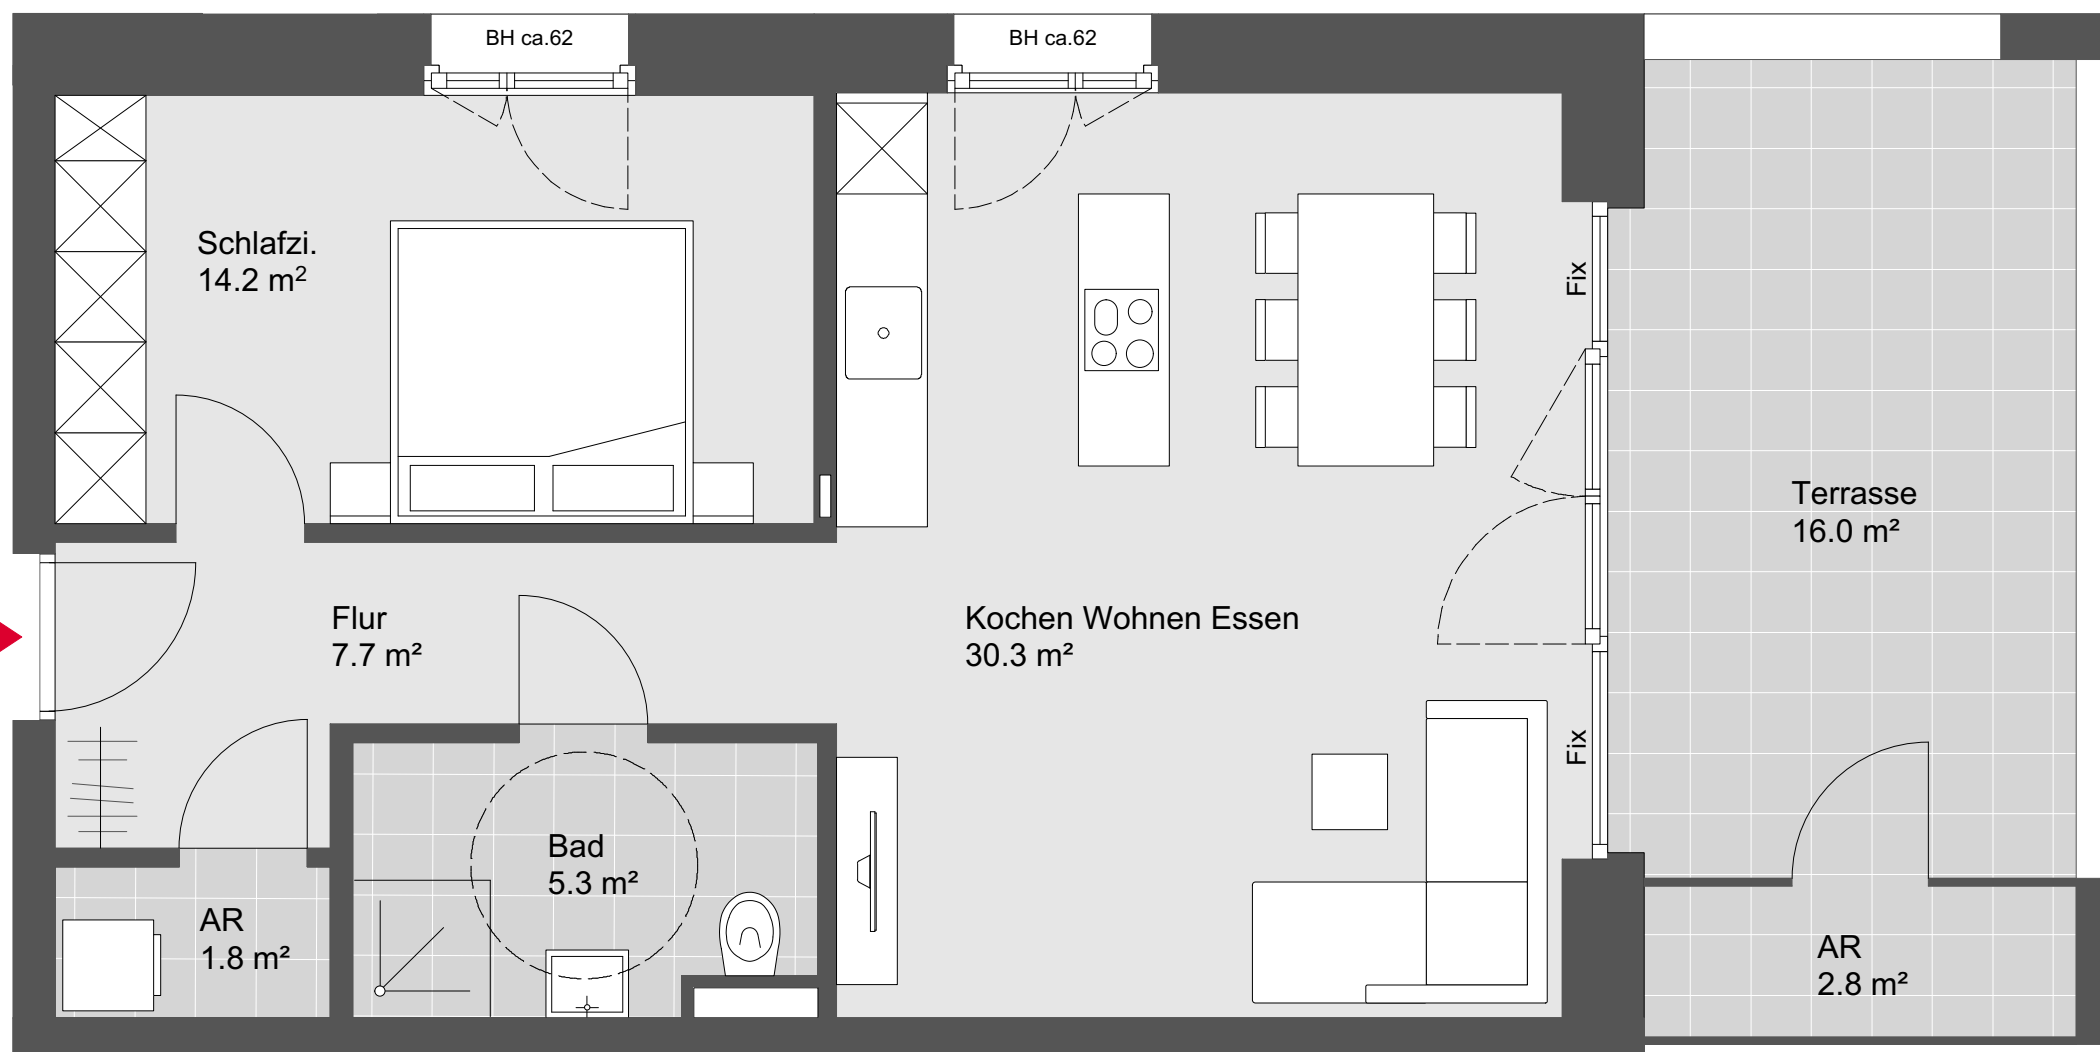 BH ca.62
BH ca.62
Schlafzi.
14.2 m²
Fix
Terrasse
16.0 m²
Flur
7.7 m²
Kochen Wohnen Essen
30.3 m²
Fix
Bad
5.3 m²
AR
1.8 m²
AR
2.8 m²